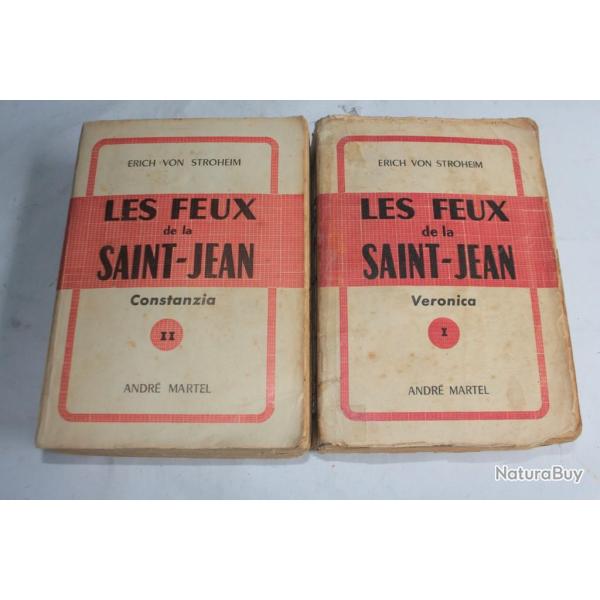 ERICH VON STROHEIM
LES FEUX
de la
SAINT-JEAN
Constanzia
II
ANDRÉ MARTEL
ERICH VON STROHEIM
LES FEUX
de la
SAINT-JEAN
Veronica
I
ANDRÉ MARTEL
NaturaBuy